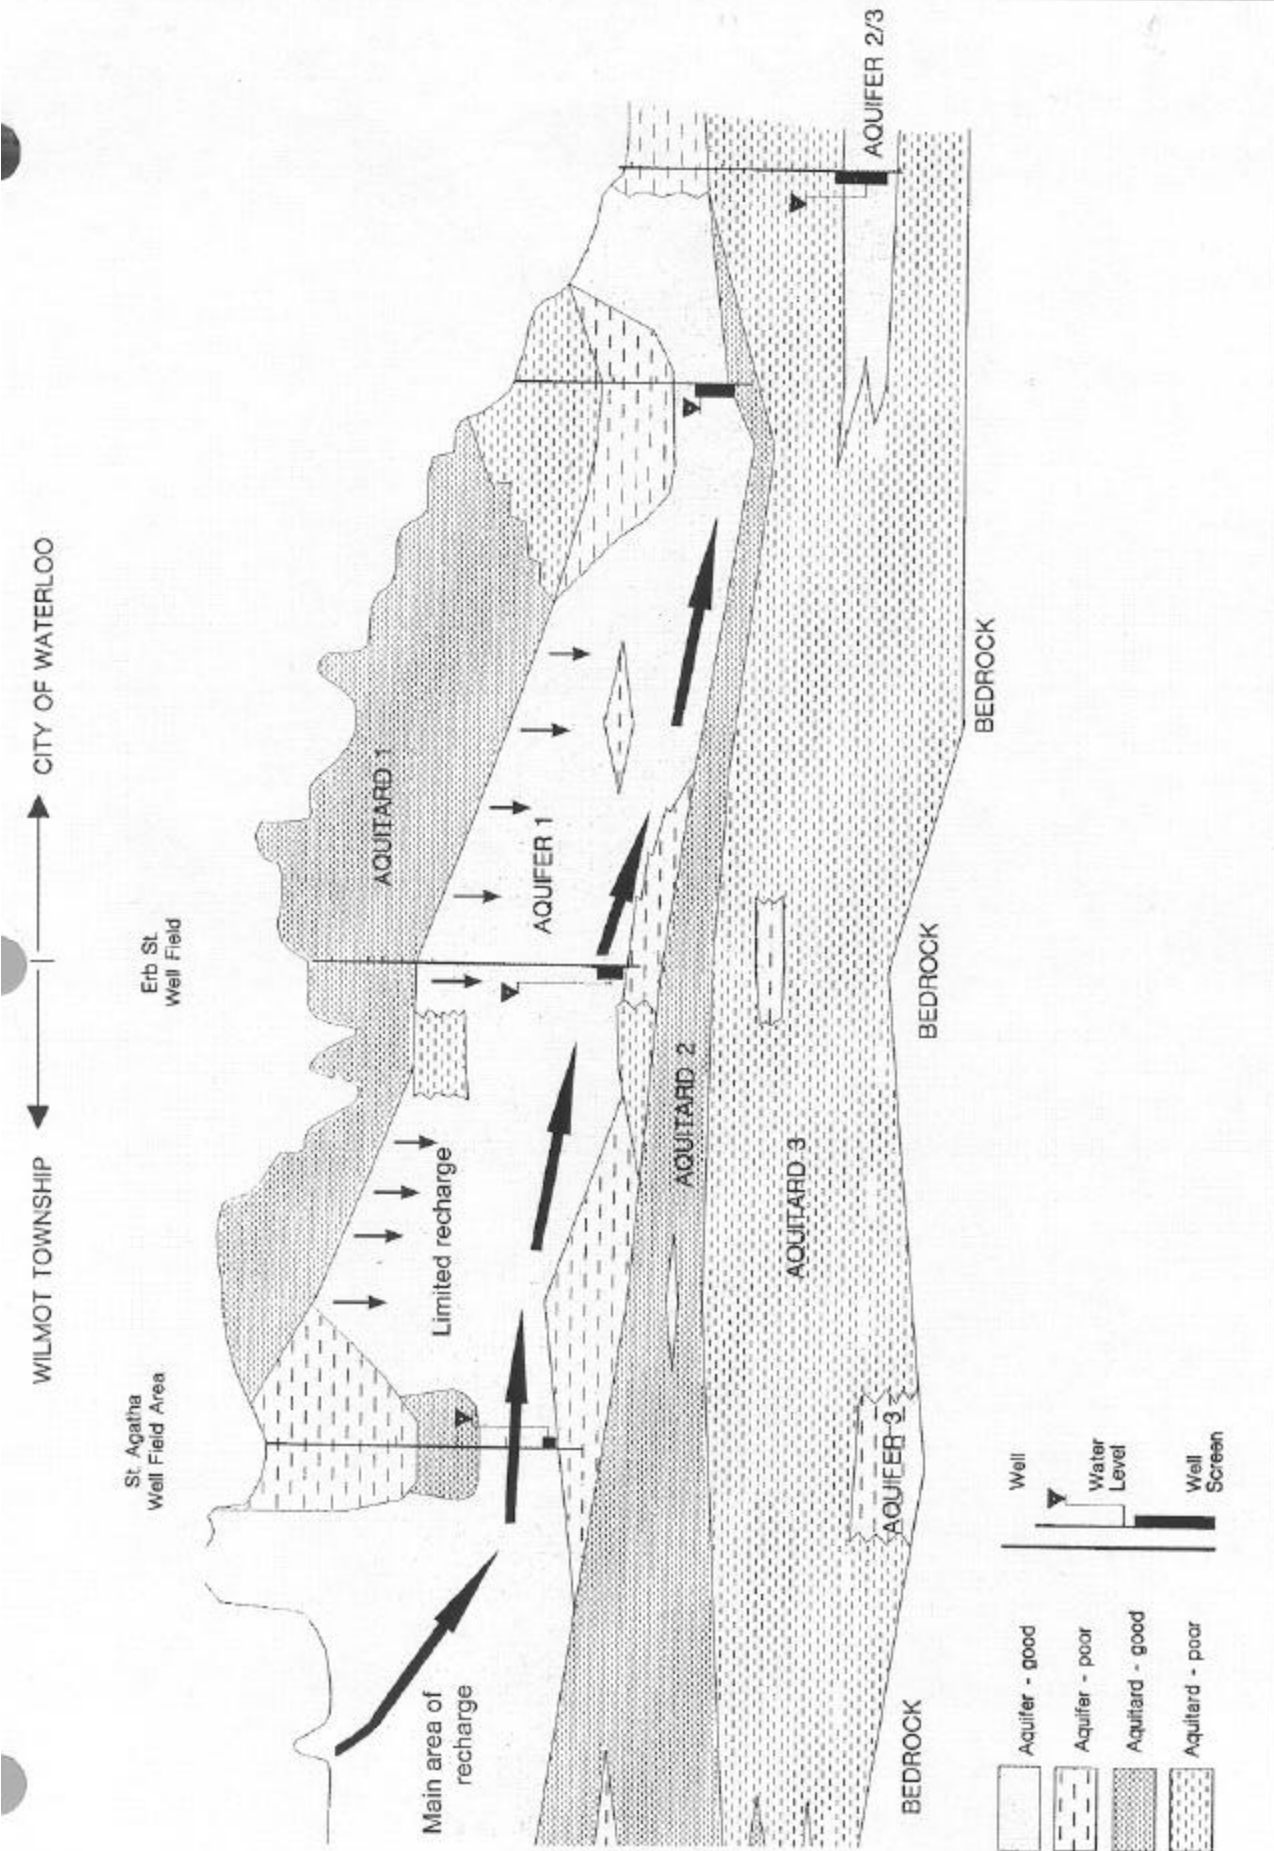 WILMOT TOWNSHIP
CITY OF WATERLOO
St. Agatha
Well Field Area
Erb St.
Well Field
AQUITARD 1
AQUIFER 1
Limited recharge
Main area of
recharge
AQUITARD 2
AQUITARD 3
AQUIFER 3
AQUIFER 2/3
BEDROCK
BEDROCK
BEDROCK
Aquifer - good
Aquifer - poor
Aquitard - good
Aquitard - poor
Well
Water
Level
Well
Screen